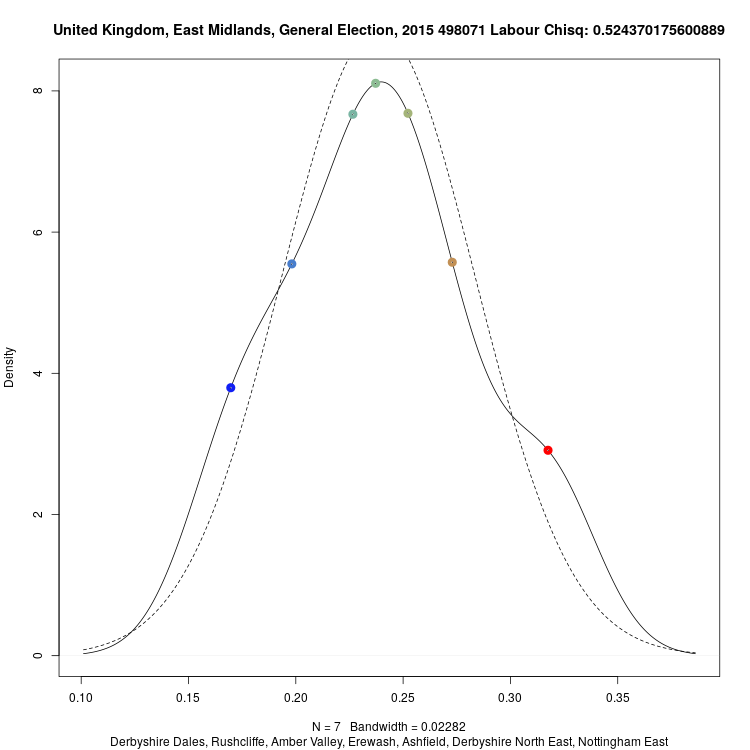 United Kingdom, East Midlands, General Election, 2015 498071 Labour Chisq: 0.524370175600889
Density
8
6
4
2
0
0.10 0.15 0.20 0.25 0.30 0.35
N = 7 Bandwidth = 0.02282
Derbyshire Dales, Rushcliffe, Amber Valley, Erewash, Ashfield, Derbyshire North East, Nottingham East